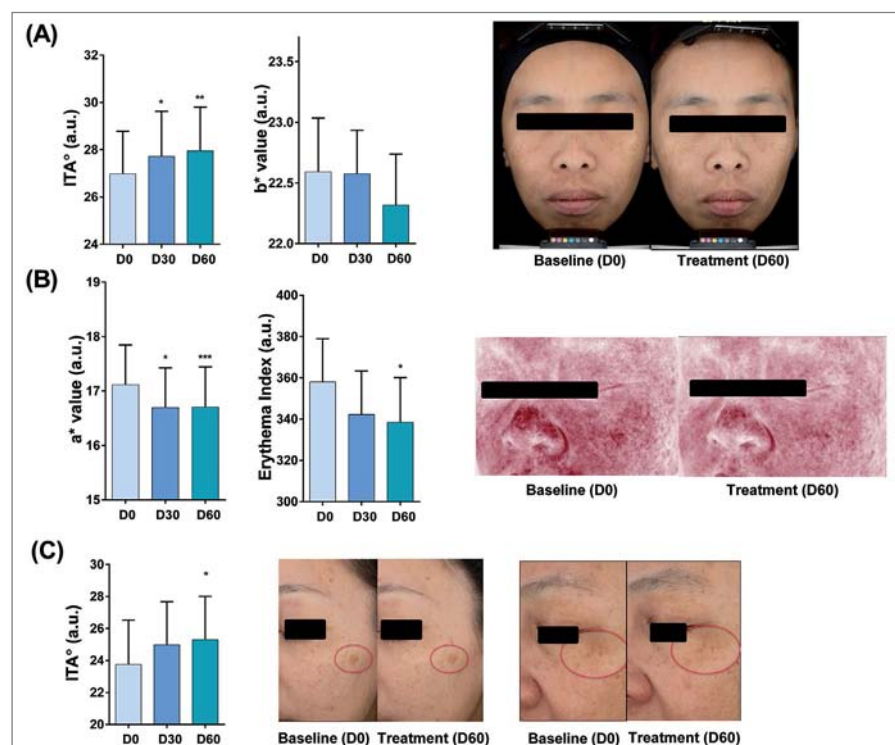 (A)
ITA° (a.u.)
32
30
28
26
24
* **
D0 D30 D60
b* value (a.u.)
23.5
23.0
22.5
22.0
D0 D30 D60
Baseline (D0) Treatment (D60)
(B)
a* value (a.u.)
19
18
17
16
15
* ***
D0 D30 D60
Erythema Index (a.u.)
400
380
360
340
320
300
*
D0 D30 D60
Baseline (D0) Treatment (D60)
(C)
ITA° (a.u.)
30
28
26
24
22
20
*
D0 D30 D60
Baseline (D0) Treatment (D60)
Baseline (D0) Treatment (D60)